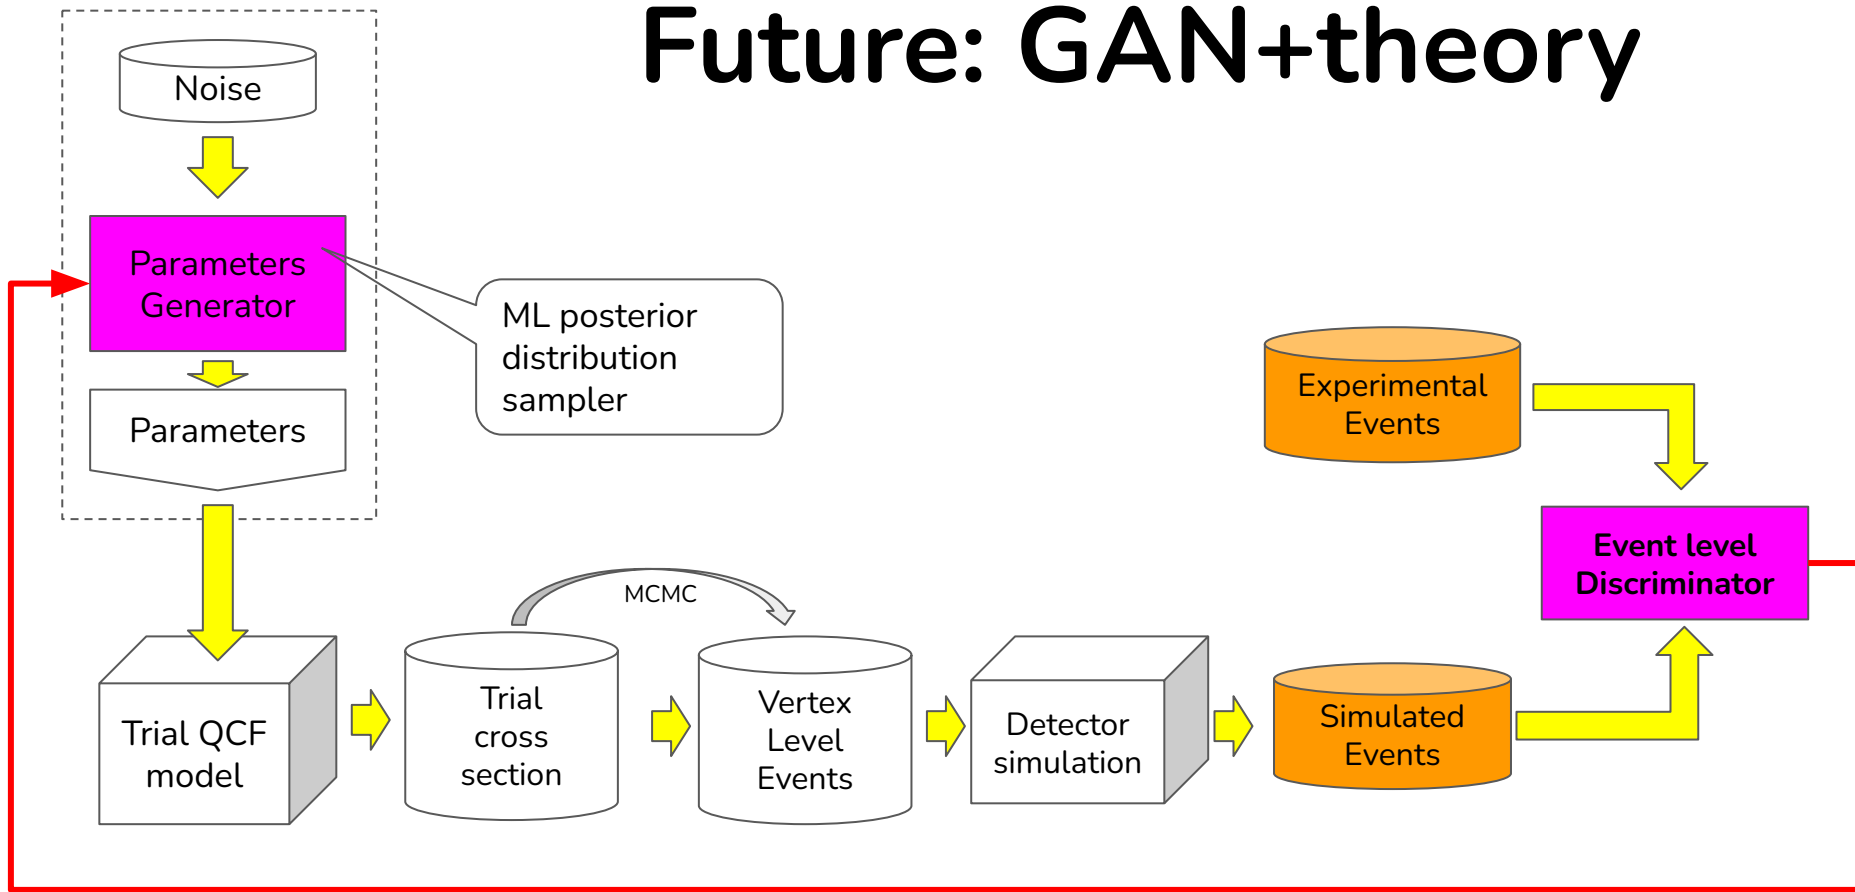 Future: GAN+theory
Noise
Parameters
Generator
ML posterior
distribution
sampler
Parameters
Experimental
Events
Event level
Discriminator
MCMC
Trial QCF
model
Trial
cross
section
Vertex
Level
Events
Detector
simulation
Simulated
Events